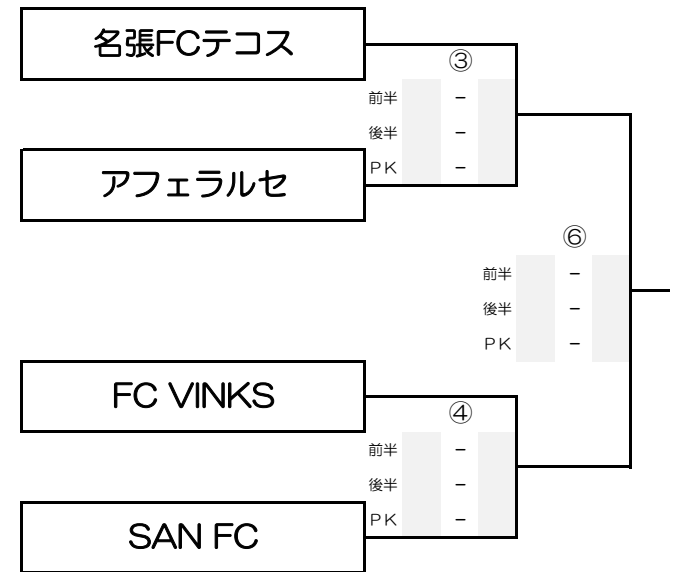 名張FCテコス
③
前半 -
後半 -
PK -
アフェラルセ
⑥
前半 -
後半 -
PK -
FC VINKS
④
前半 -
後半 -
PK -
SAN FC